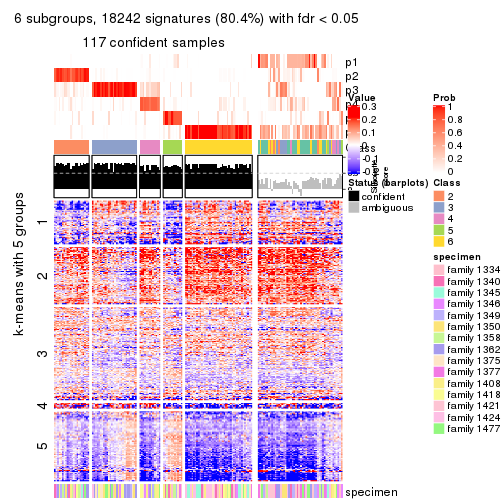 6 subgroups, 18242 signatures (80.4%) with fdr < 0.05
117 confident samples
p1
p2
p3
Value
0.3
0.2
0.1
0
Prob
1
0.8
0.6
0.4
0.2
0
Status (barplots)
confident
ambiguous
Class
2
3
4
5
6
specimen
family 1334
family 1340
family 1345
family 1346
family 1349
family 1350
family 1358
family 1362
family 1375
family 1377
family 1408
family 1418
family 1421
family 1424
family 1477
k-means with 5 groups
1
2
3
4
5
specimen